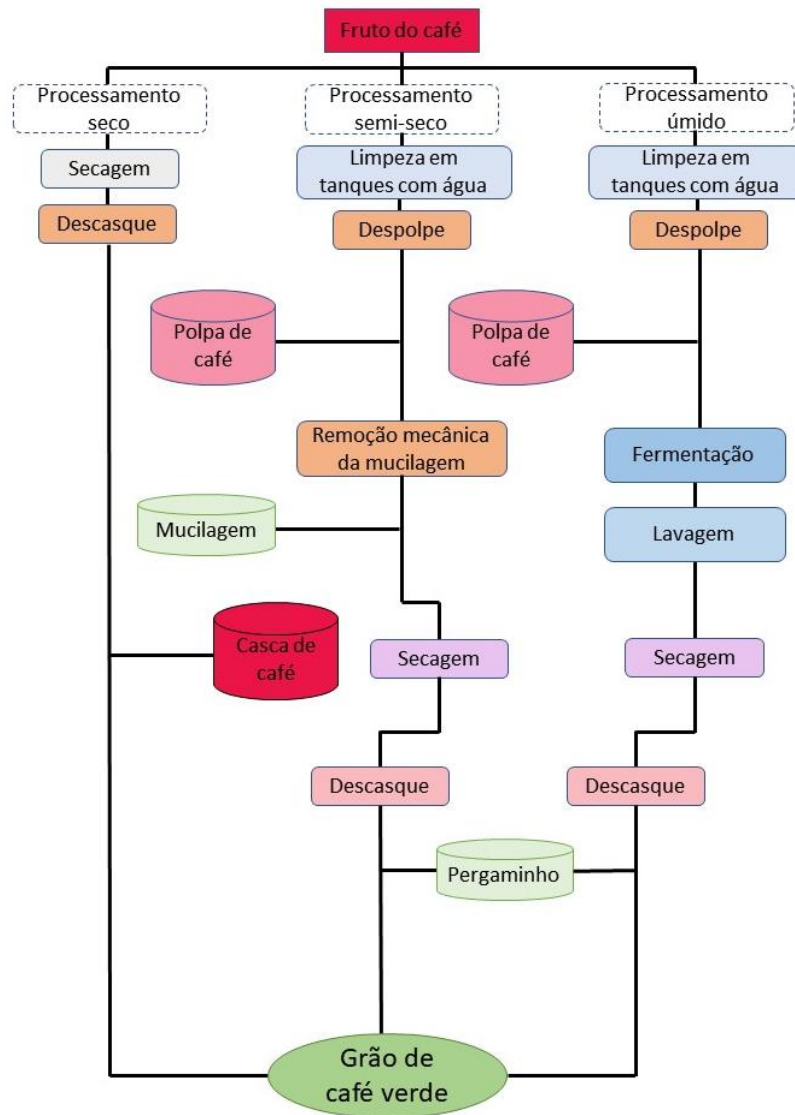 Fruto do café
Processamento
seco
Processamento
semi-seco
Processamento
úmido
Secagem
Limpeza em
tanques com água
Limpeza em
tanques com água
Descasque
Despolpe
Despolpe
Polpa de
café
Polpa de
café
Remoção mecânica
da mucilagem
Fermentação
Mucilagem
Lavagem
Casca de
café
Secagem
Secagem
Descasque
Descasque
Pergaminho
Grão de
café verde